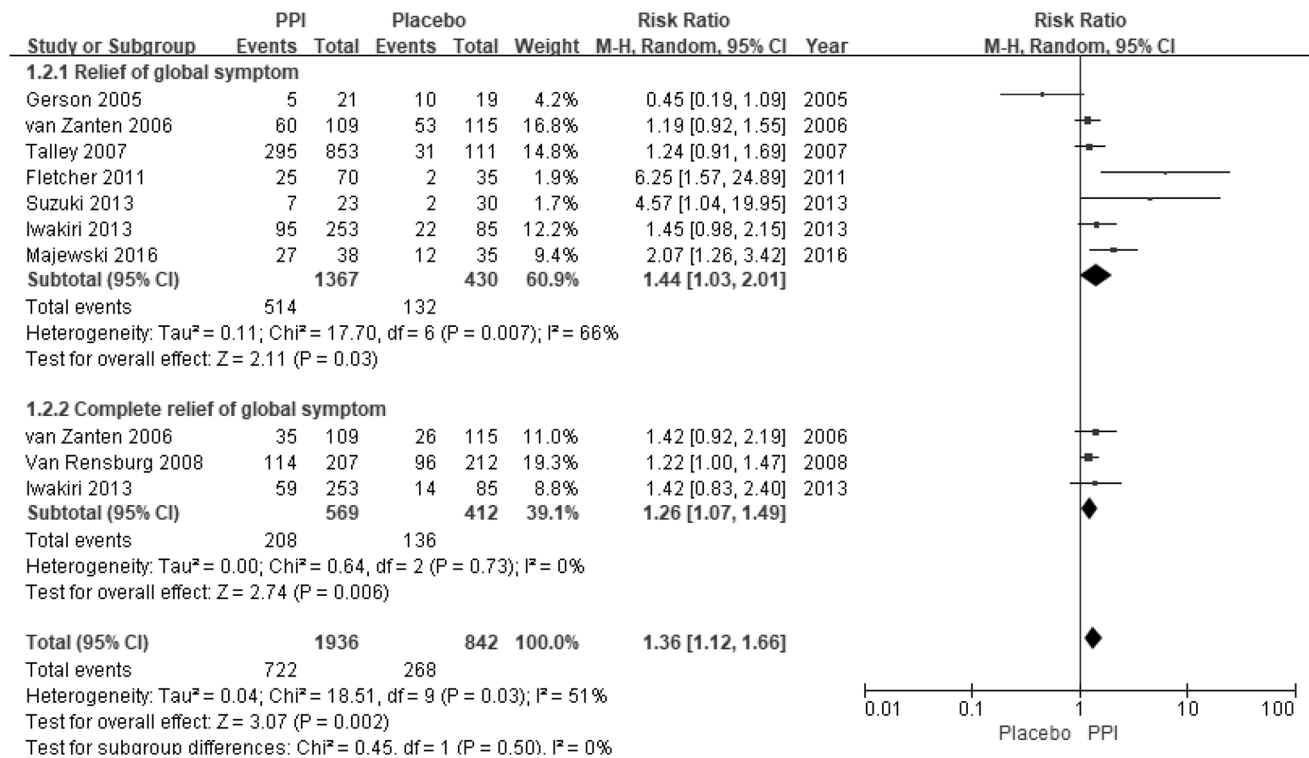 PPI Placebo Risk Ratio Risk Ratio
Study or Subgroup Events Total Events Total Weight M-H, Random, 95% CI Year M-H, Random, 95% CI
1.2.1 Relief of global symptom
Gerson 2005 5 21 10 19 4.2% 0.45 [0.19, 1.09] 2005
van Zanten 2006 60 109 53 115 16.8% 1.19 [0.92, 1.55] 2006
Talley 2007 295 853 31 111 14.8% 1.24 [0.91, 1.69] 2007
Fletcher 2011 25 70 2 35 1.9% 6.25 [1.57, 24.89] 2011
Suzuki 2013 7 23 2 30 1.7% 4.57 [1.04, 19.95] 2013
Iwakiri 2013 95 253 22 85 12.2% 1.45 [0.98, 2.15] 2013
Majewski 2016 27 38 12 35 9.4% 2.07 [1.26, 3.42] 2016
Subtotal (95% CI) 1367 430 60.9% 1.44 [1.03, 2.01]
Total events 514 132
Heterogeneity: Tau² = 0.11; Chi² = 17.70, df = 6 (P = 0.007); I² = 66%
Test for overall effect: Z = 2.11 (P = 0.03)
1.2.2 Complete relief of global symptom
van Zanten 2006 35 109 26 115 11.0% 1.42 [0.92, 2.19] 2006
Van Rensburg 2008 114 207 96 212 19.3% 1.22 [1.00, 1.47] 2008
Iwakiri 2013 59 253 14 85 8.8% 1.42 [0.83, 2.40] 2013
Subtotal (95% CI) 569 412 39.1% 1.26 [1.07, 1.49]
Total events 208 136
Heterogeneity: Tau² = 0.00; Chi² = 0.64, df = 2 (P = 0.73); I² = 0%
Test for overall effect: Z = 2.74 (P = 0.006)
Total (95% CI) 1936 842 100.0% 1.36 [1.12, 1.66]
Total events 722 268
Heterogeneity: Tau² = 0.04; Chi² = 18.51, df = 9 (P = 0.03); I² = 51%
Test for overall effect: Z = 3.07 (P = 0.002)
Test for subgroup differences: Chi² = 0.45. df = 1 (P = 0.50). I² = 0%
0.01 0.1 1 10 100
Placebo PPI